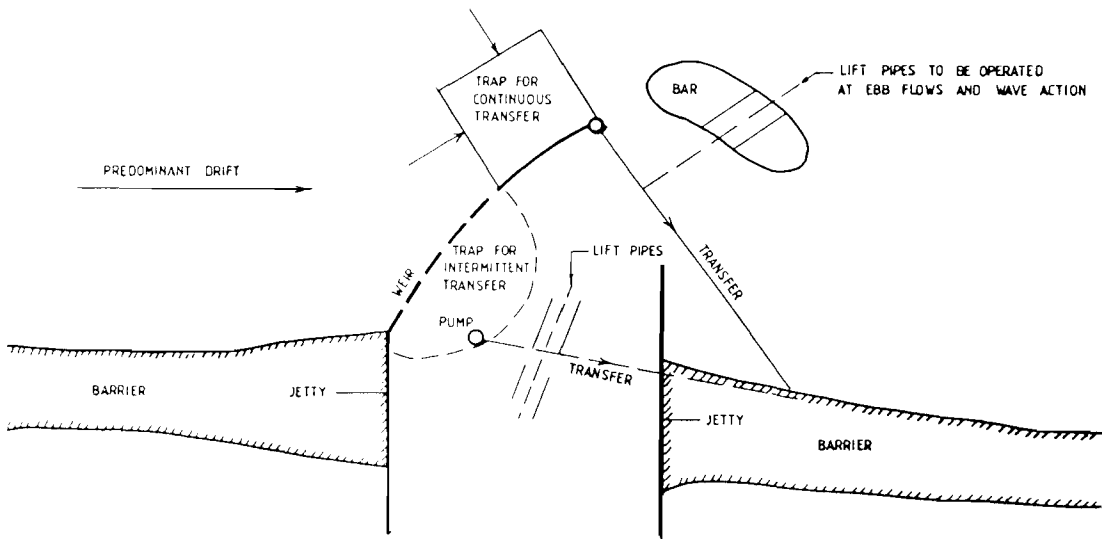 TRAP FOR
CONTINUOUS
TRANSFER
BAR
LIFT PIPES TO BE OPERATED
AT EBB FLOWS AND WAVE ACTION
PREDOMINANT DRIFT
WEIR
TRAP FOR
INTERMITTENT
TRANSFER
LIFT PIPES
TRANSFER
PUMP
TRANSFER
BARRIER
JETTY
JETTY
BARRIER